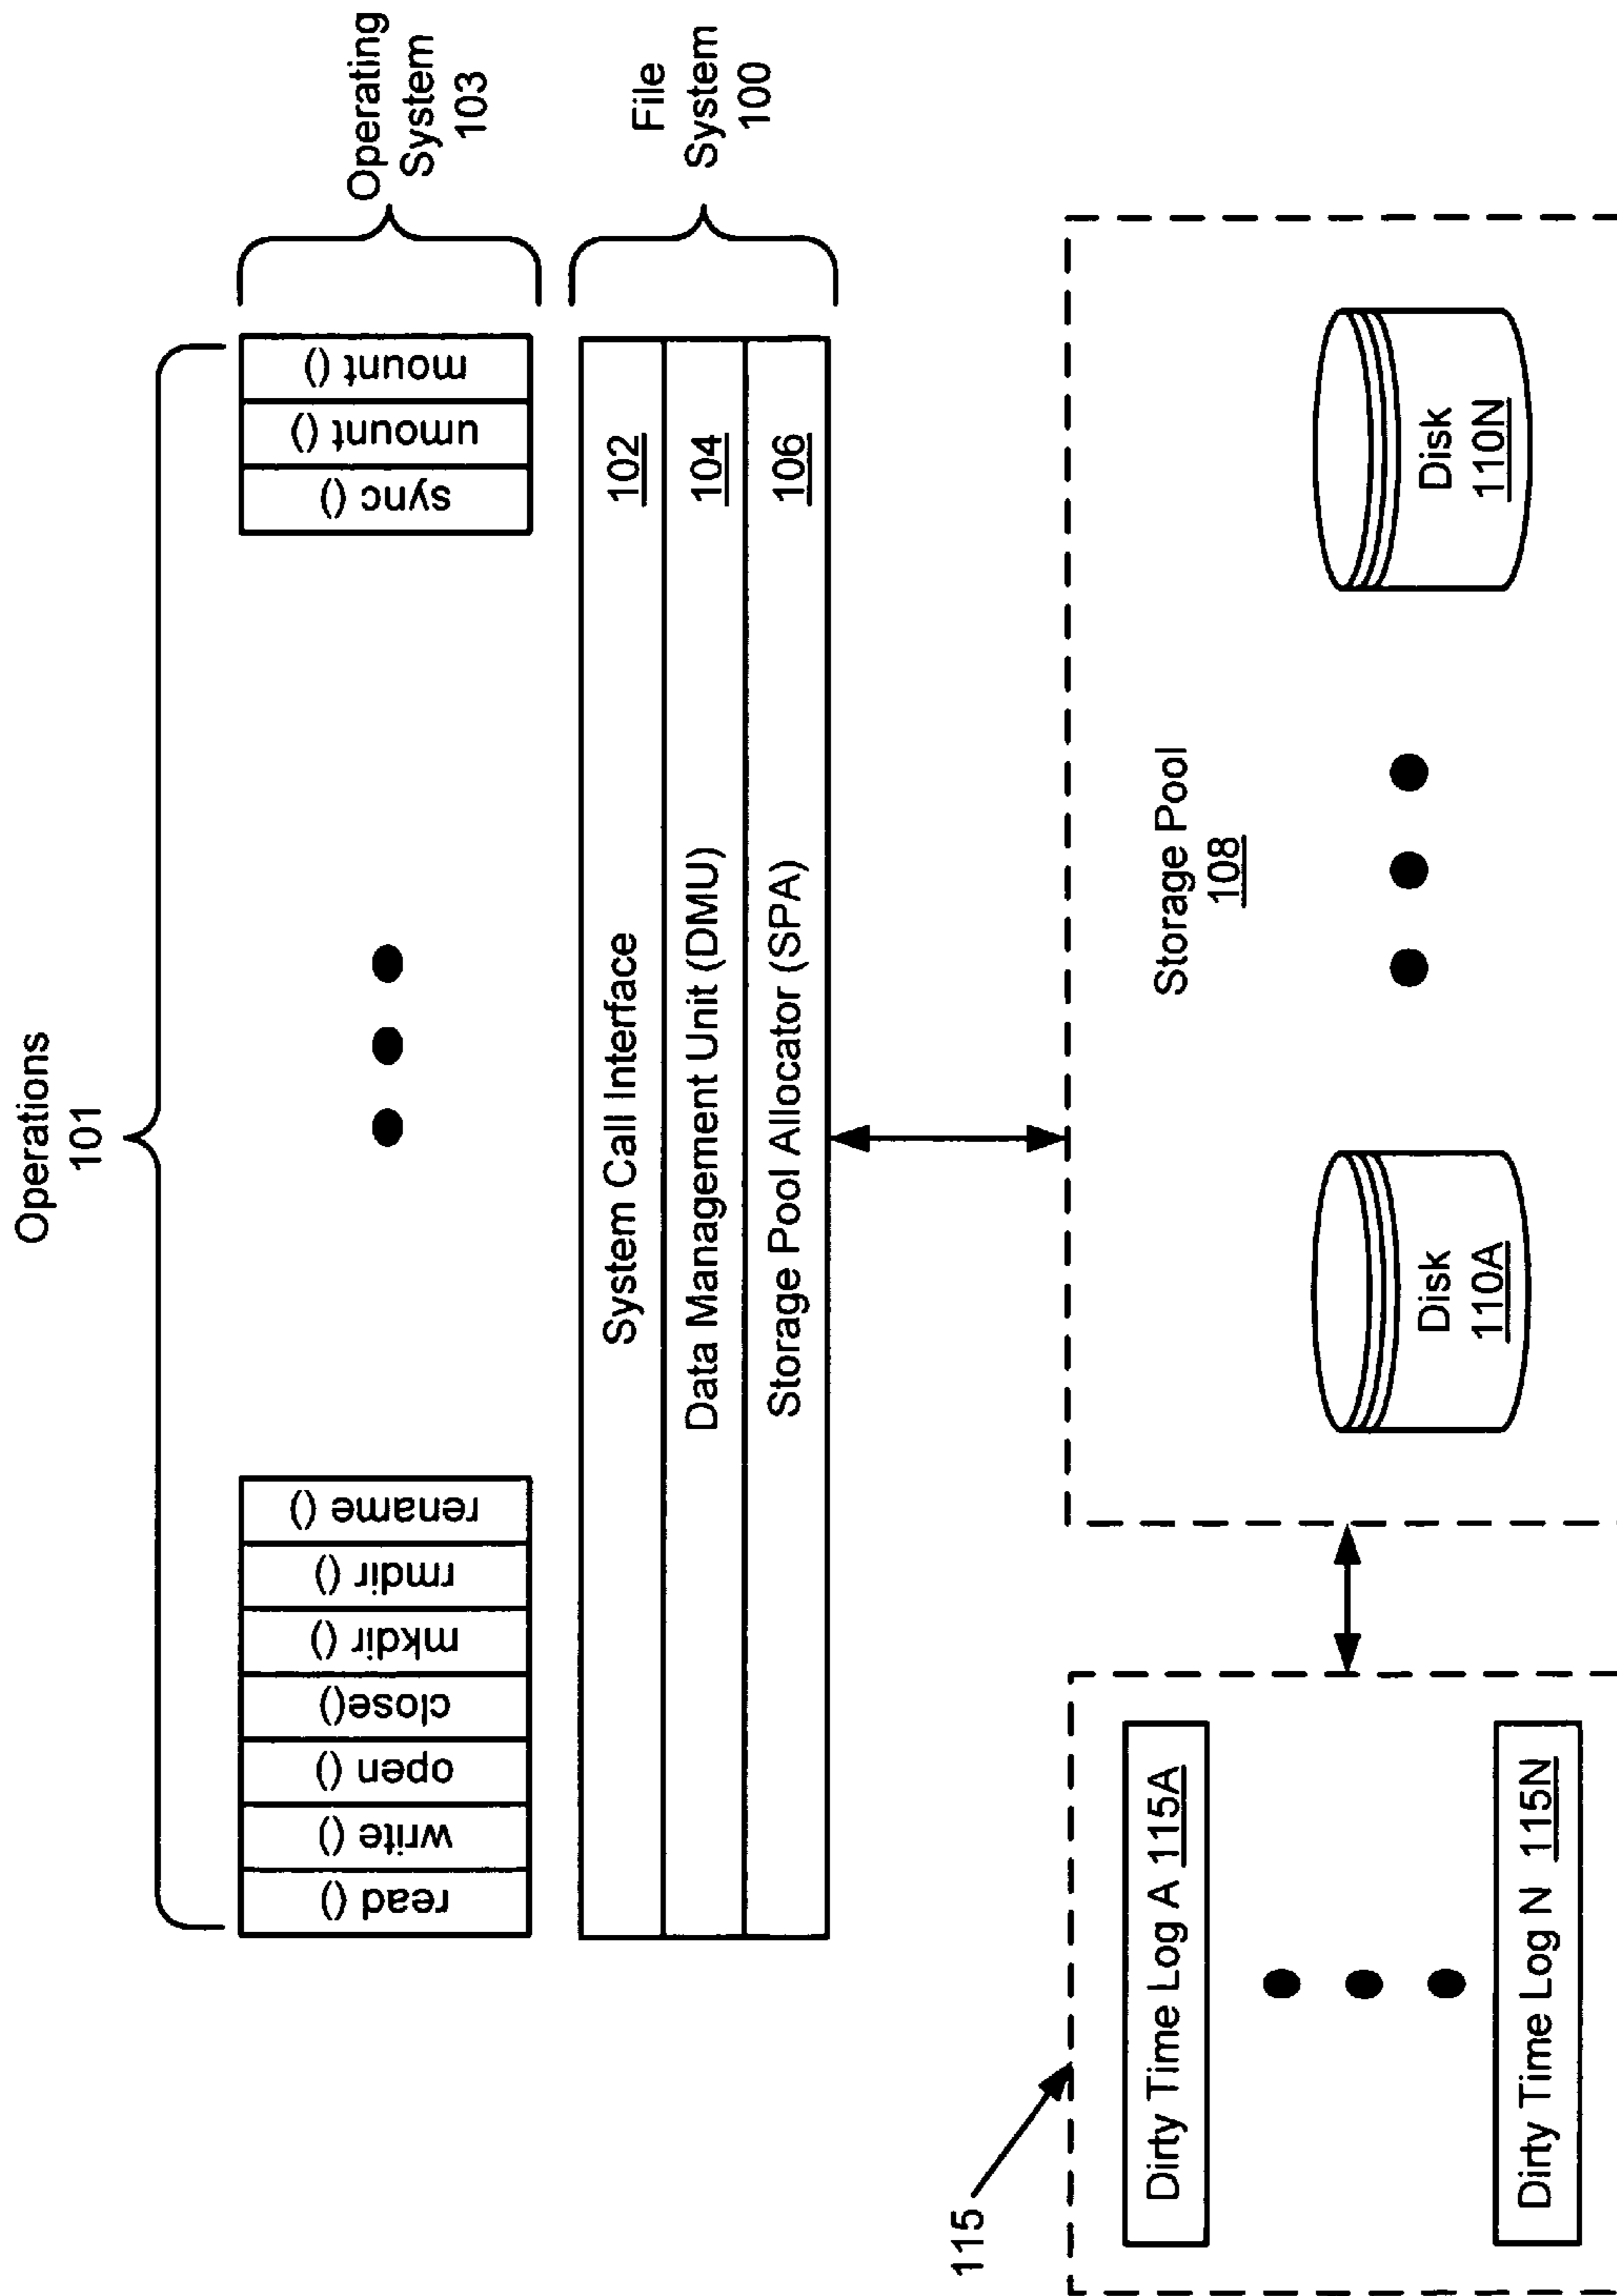 Operations
101
read ()
write ()
open ()
close()
mkdir ()
rmdir ()
rename ()
sync ()
umount ()
mount ()
Operating
System
103
System Call Interface 102
Data Management Unit (DMU) 104
Storage Pool Allocator (SPA) 106
File
System
100
115
Dirty Time Log A 115A
Dirty Time Log N 115N
Storage Pool
108
Disk
110A
Disk
110N